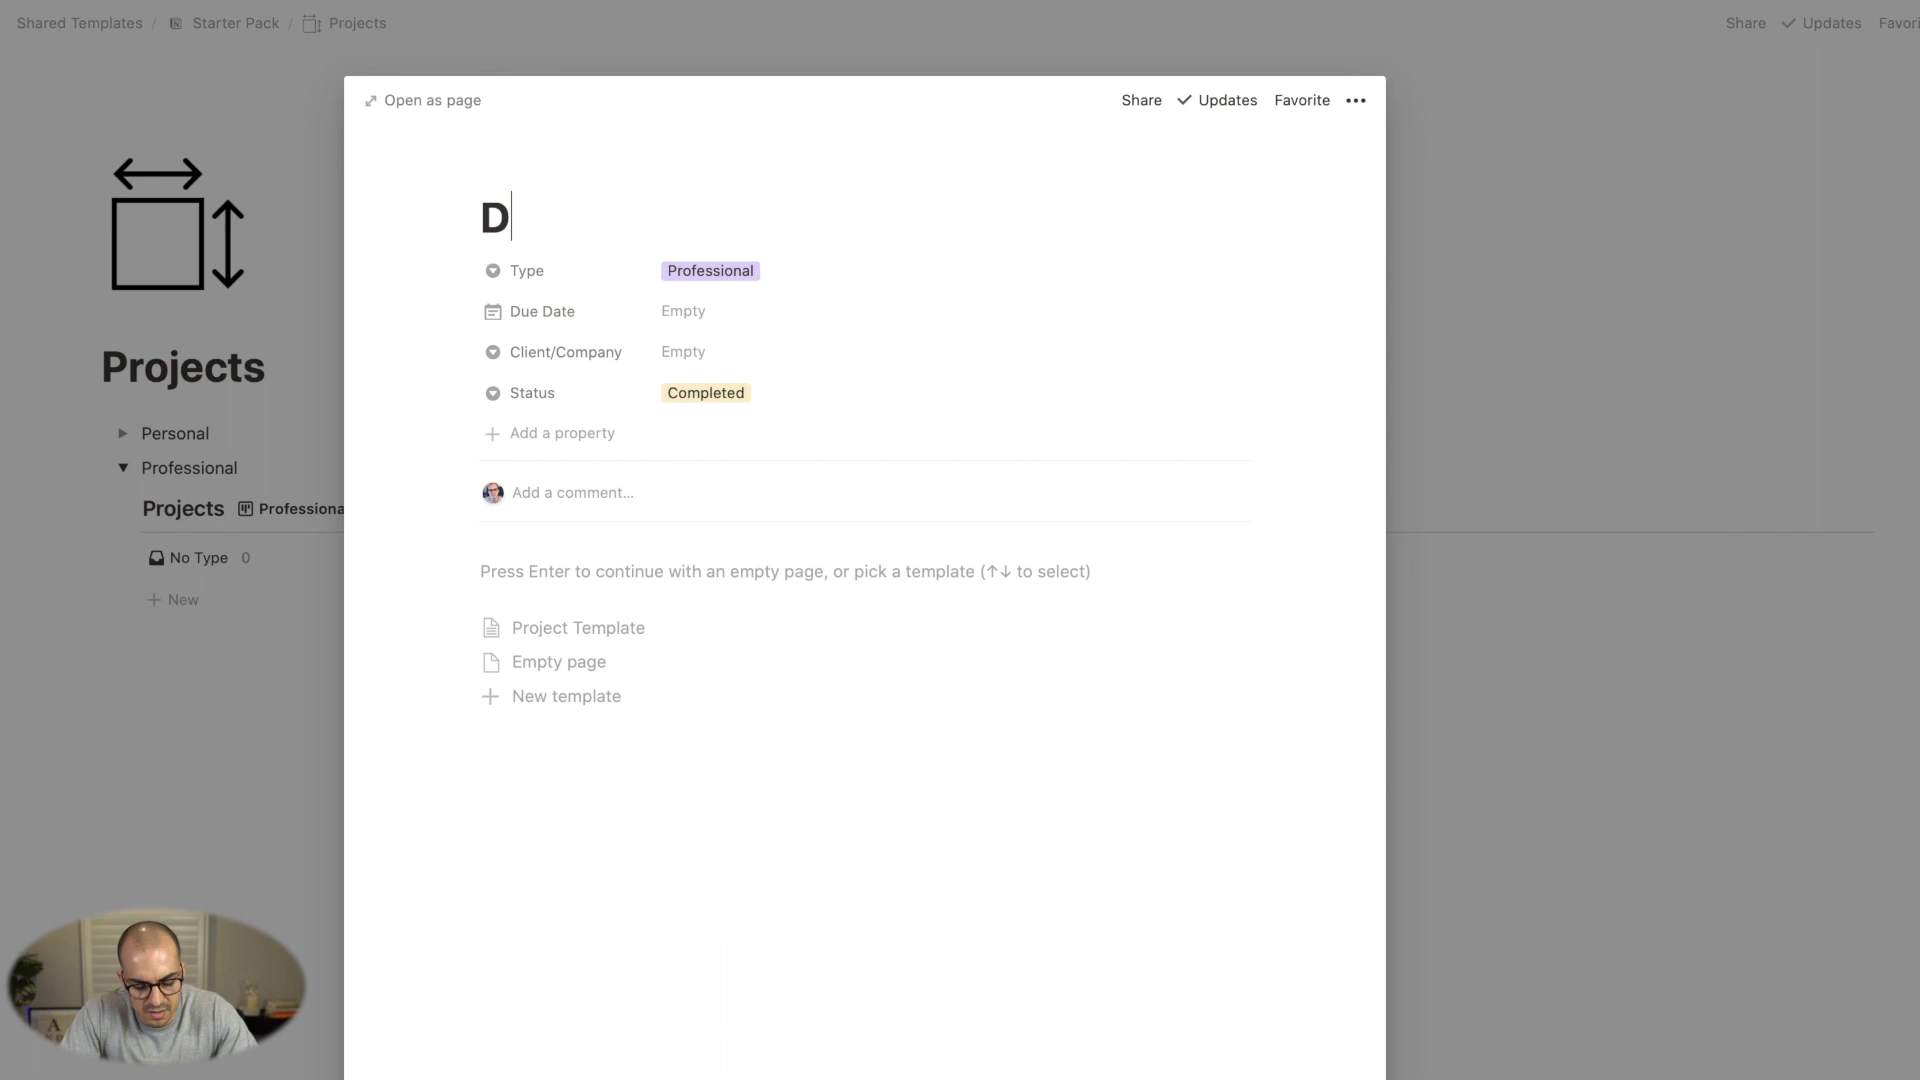 Shared Templates / Starter Pack / Projects
Share Updates Favori
Open as page
Share Updates Favorite
D
Type Professional
Due Date Empty
Client/Company Empty
Status Completed
Add a property
Add a comment...
Press Enter to continue with an empty page, or pick a template (↑↓ to select)
Project Template
Empty page
New template
Projects
Personal
Professional
Projects Professiona
No Type 0
New
A